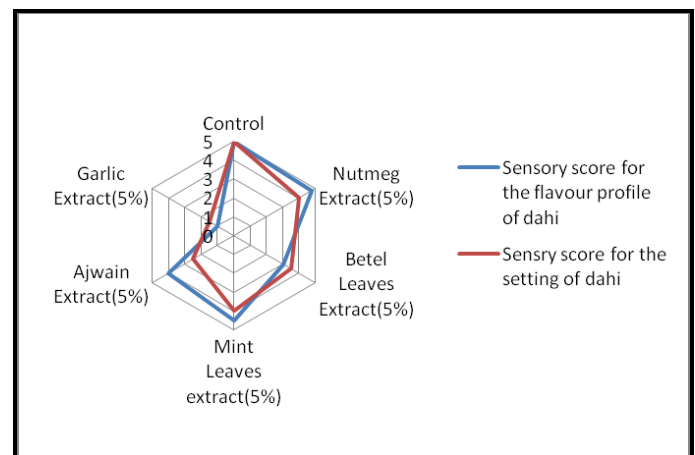 Control
5
4
3
2
1
0
Nutmeg
Extract(5%)
Betel
Leaves
Extract(5%)
Mint
Leaves
extract(5%)
Ajwain
Extract(5%)
Garlic
Extract(5%)
Sensory score for
the flavour profile
of dahi
Sensry score for the
setting of dahi